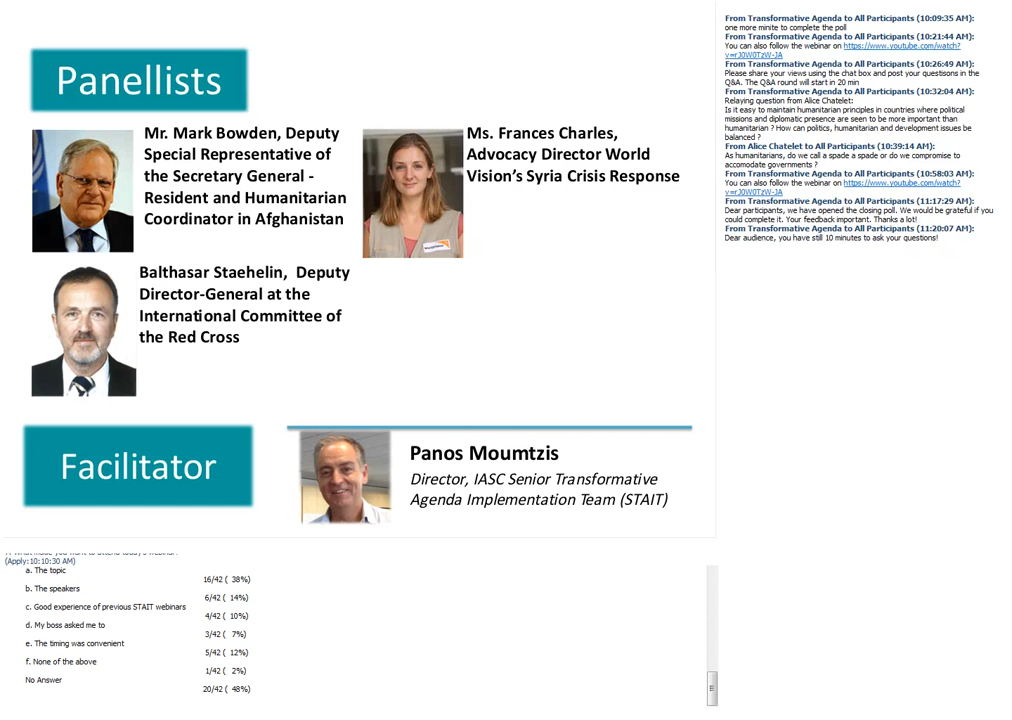 Panellists
Mr. Mark Bowden, Deputy
Special Representative of
the Secretary General -
Resident and Humanitarian
Coordinator in Afghanistan
Ms. Frances Charles,
Advocacy Director World
Vision's Syria Crisis Response
Balthasar Staehelin,  Deputy
Director-General at the
International Committee of
the Red Cross
Facilitator
Panos Moumtzis
Director, IASC Senior Transformative
Agenda Implementation Team (STAIT)
From Transformative Agenda to All Participants (10:09:35 AM):
one more minite to complete the poll
From Transformative Agenda to All Participants (10:21:44 AM):
You can also follow the webinar on https://www.youtube.com/watch?
v=rJ0W0TzW-JA
From Transformative Agenda to All Participants (10:26:49 AM):
Please share your views using the chat box and post your questisons in the
Q&A. The Q&A round will start in 20 min
From Transformative Agenda to All Participants (10:32:04 AM):
Relaying question from Alice Chatelet:
Is it easy to maintain humanitarian principles in countries where political
missions and diplomatic presence are seen to be more important than
humanitarian ? How can politics, humanitarian and development issues be
balanced ?
From Alice Chatelet to All Participants (10:39:14 AM):
As humanitarians, do we call a spade a spade or do we compromise to
accomodate governments ?
From Transformative Agenda to All Participants (10:58:03 AM):
You can also follow the webinar on https://www.youtube.com/watch?
v=rJ0W0TzW-JA
From Transformative Agenda to All Participants (11:17:29 AM):
Dear participants, we have opened the closing poll. We would be grateful if you
could complete it. Your feedback important. Thanks a lot!
From Transformative Agenda to All Participants (11:20:07 AM):
Dear audience, you have still 10 minutes to ask your questions!
What made you want to attend today's webinar?
(Apply:10:10:30 AM)
a. The topic
16/42 ( 38%)
b. The speakers
6/42 ( 14%)
c. Good experience of previous STAIT webinars
4/42 ( 10%)
d. My boss asked me to
3/42 (  7%)
e. The timing was convenient
5/42 ( 12%)
f. None of the above
1/42 (  2%)
No Answer
20/42 ( 48%)